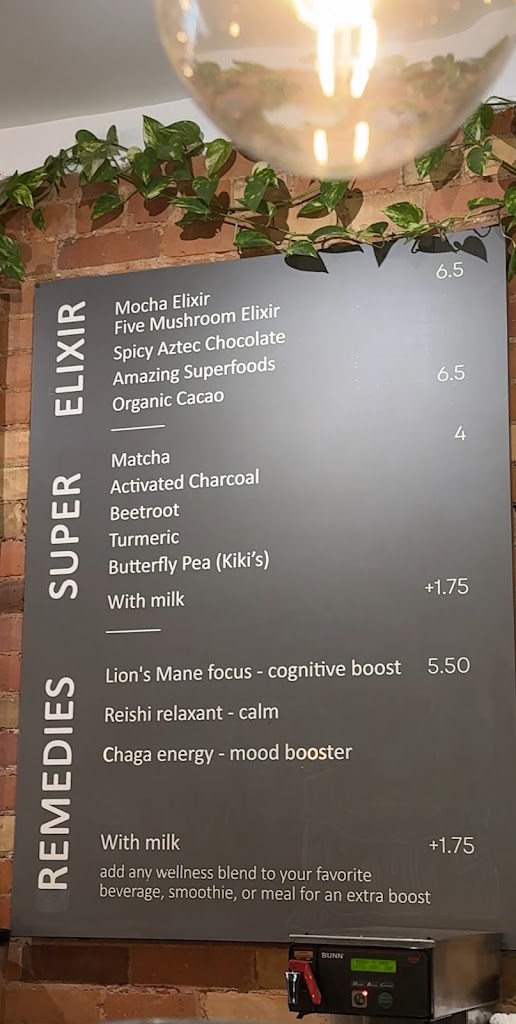 ELIXIR
6.5
Mocha Elixir
Five Mushroom Elixir
Spicy Aztec Chocolate
Amazing Superfoods 6.5
Organic Cacao
SUPER
4
Matcha
Activated Charcoal
Beetroot
Turmeric
Butterfly Pea (Kiki's)
With milk +1.75
REMEDIES
Lion's Mane focus - cognitive boost 5.50
Reishi relaxant - calm
Chaga energy - mood booster
With milk +1.75
add any wellness blend to your favorite
beverage, smoothie, or meal for an extra boost
BUNN